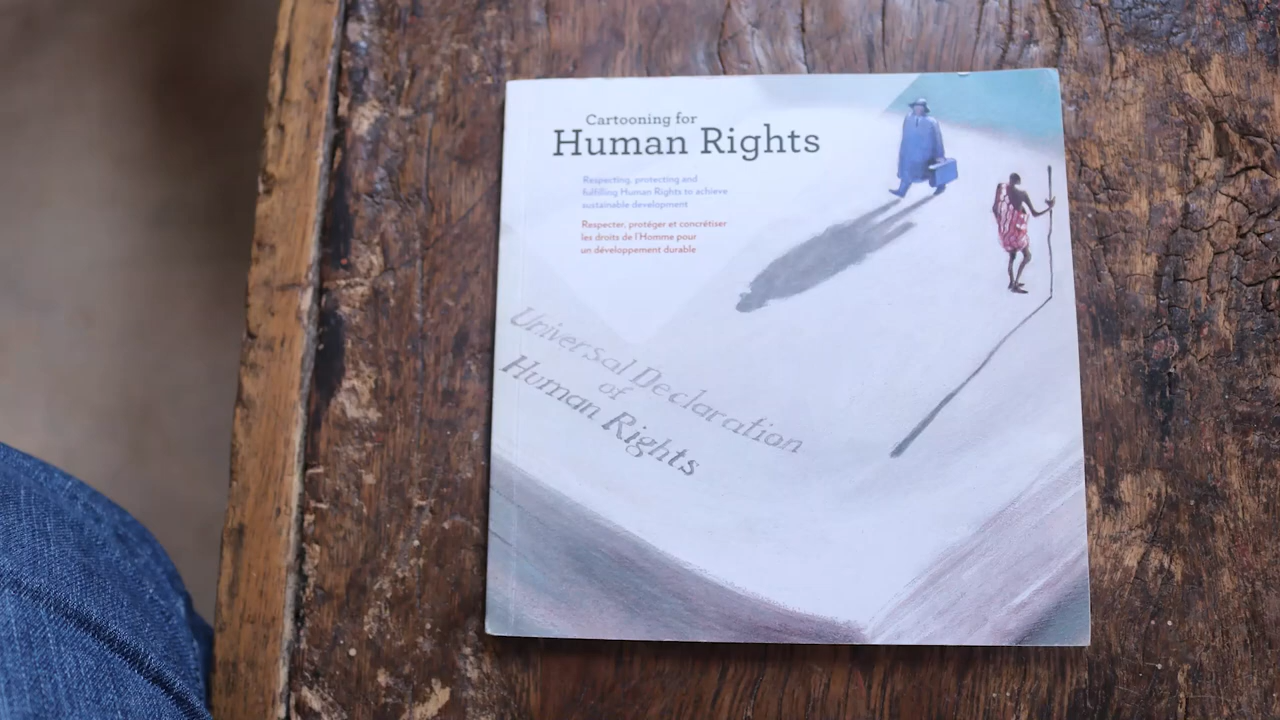 Cartooning for
Human Rights
Respecting, protecting and
fulfilling Human Rights to achieve
sustainable development
Respecter, protéger et concrétiser
les droits de l'Homme pour
un développement durable
Universal Declaration
of
Human Rights